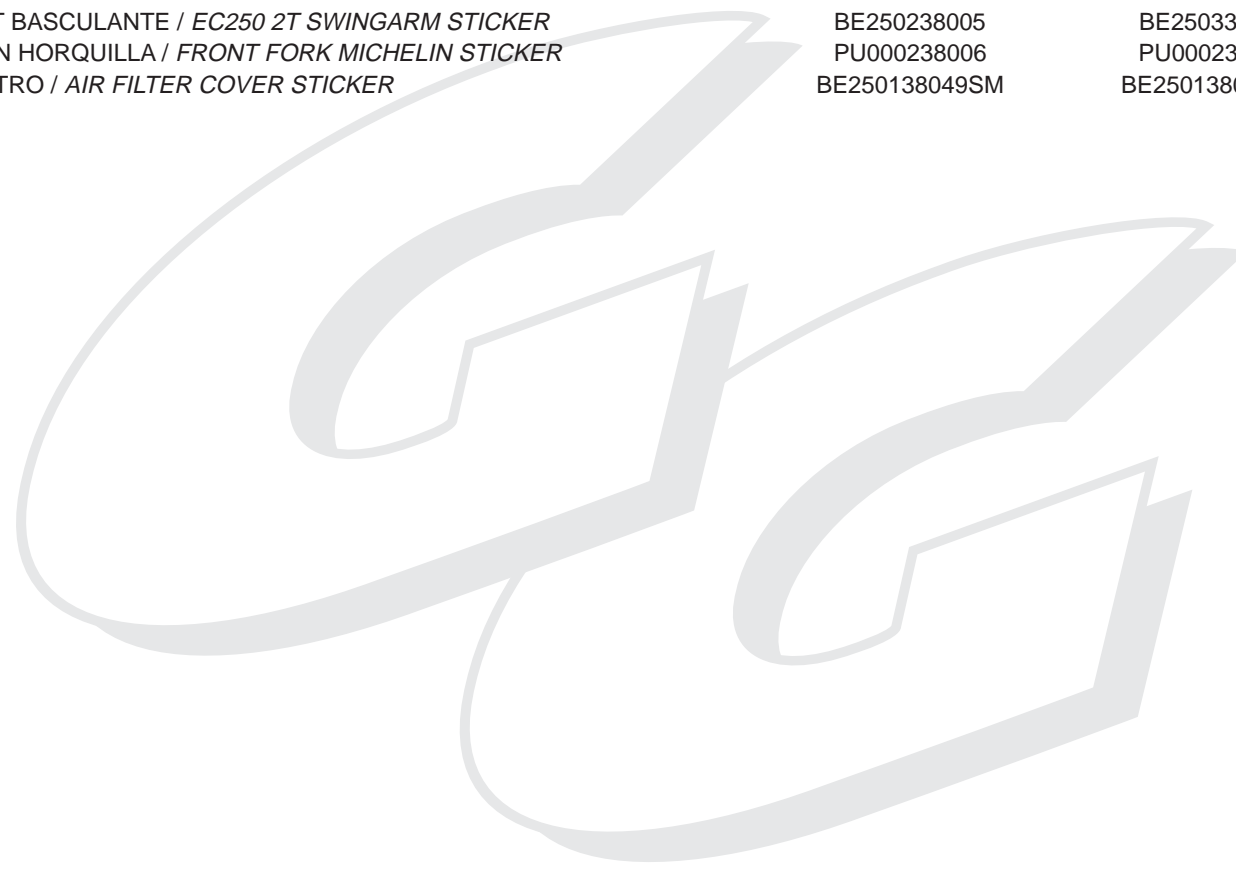 T BASCULANTE / EC250 2T SWINGARM STICKER BE250238005 BE25033
N HORQUILLA / FRONT FORK MICHELIN STICKER PU000238006 PU00023
TRO / AIR FILTER COVER STICKER BE250138049SM BE2501380